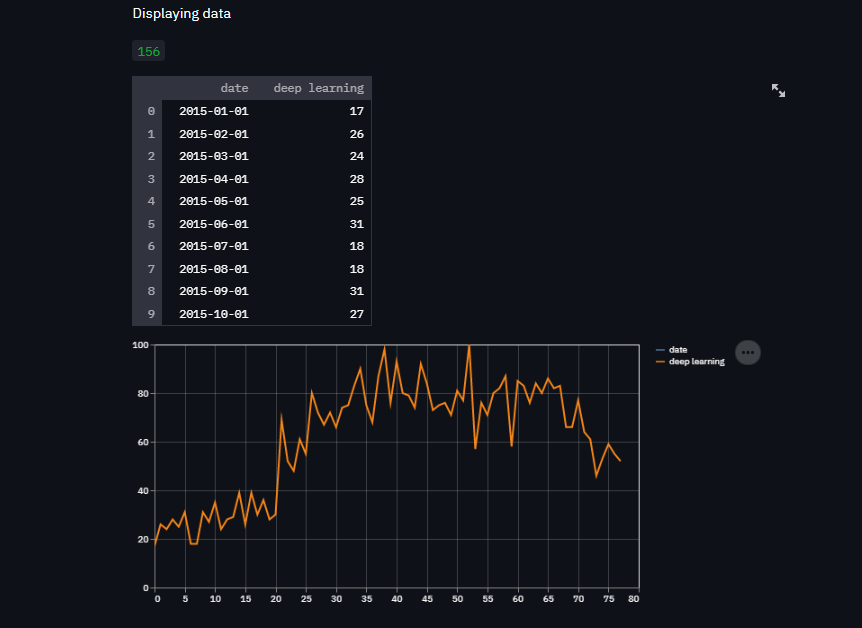 Displaying data
156
date deep learning
0 2015-01-01 17
1 2015-02-01 26
2 2015-03-01 24
3 2015-04-01 28
4 2015-05-01 25
5 2015-06-01 31
6 2015-07-01 18
7 2015-08-01 18
8 2015-09-01 31
9 2015-10-01 27
100
80
60
40
20
0
0 5 10 15 20 25 30 35 40 45 50 55 60 65 70 75 80
date
deep learning